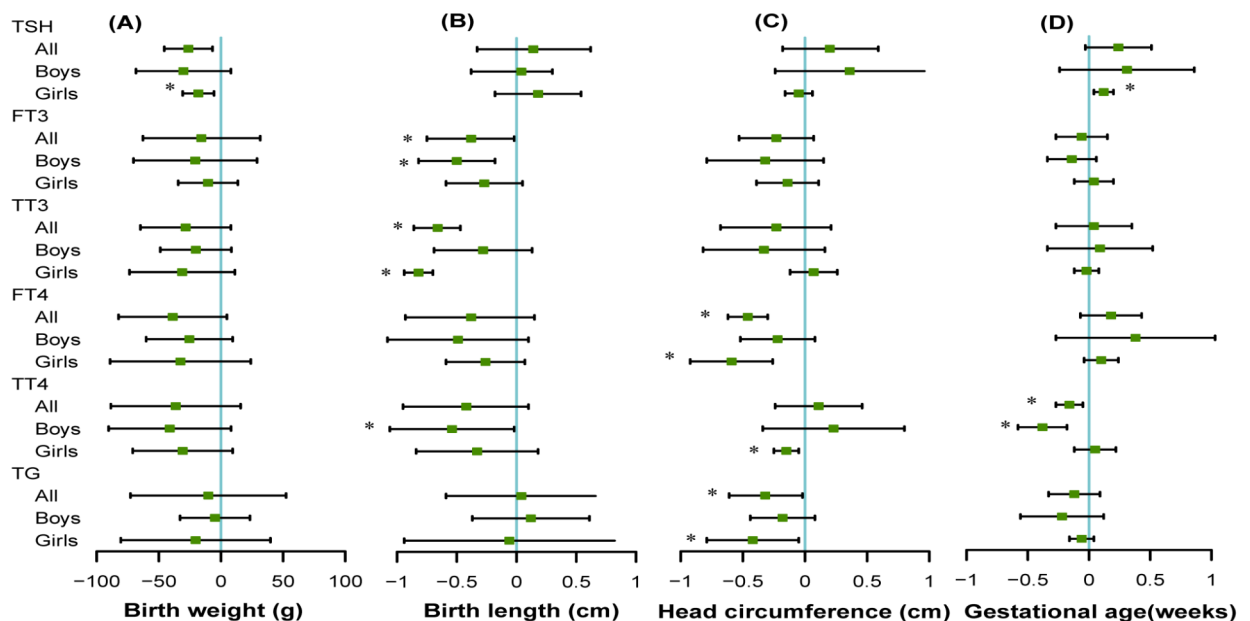 TSH (A) (B) (C) (D)
All
Boys
Girls * *
FT3
All *
Boys *
Girls
TT3
All *
Boys
Girls *
FT4
All *
Boys
Girls *
TT4
All *
Boys * *
Girls *
TG
All *
Boys
Girls *
−100 −50 0 50 100 −1 −0.5 0 0.5 1 −1 −0.5 0 0.5 1 −1 −0.5 0 0.5 1
Birth weight (g) Birth length (cm) Head circumference (cm) Gestational age(weeks)